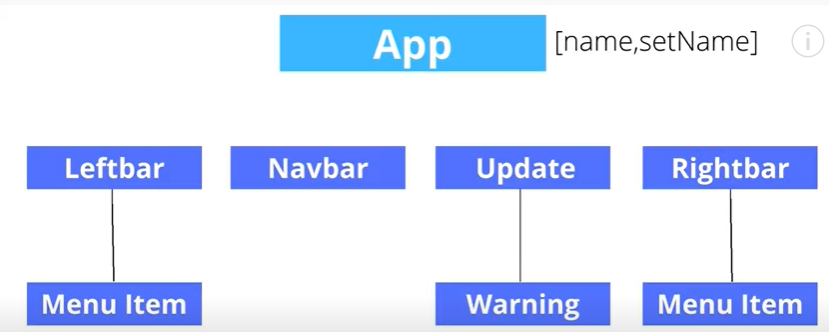 App [name,setName]
Leftbar Navbar Update Rightbar
Menu Item Warning Menu Item